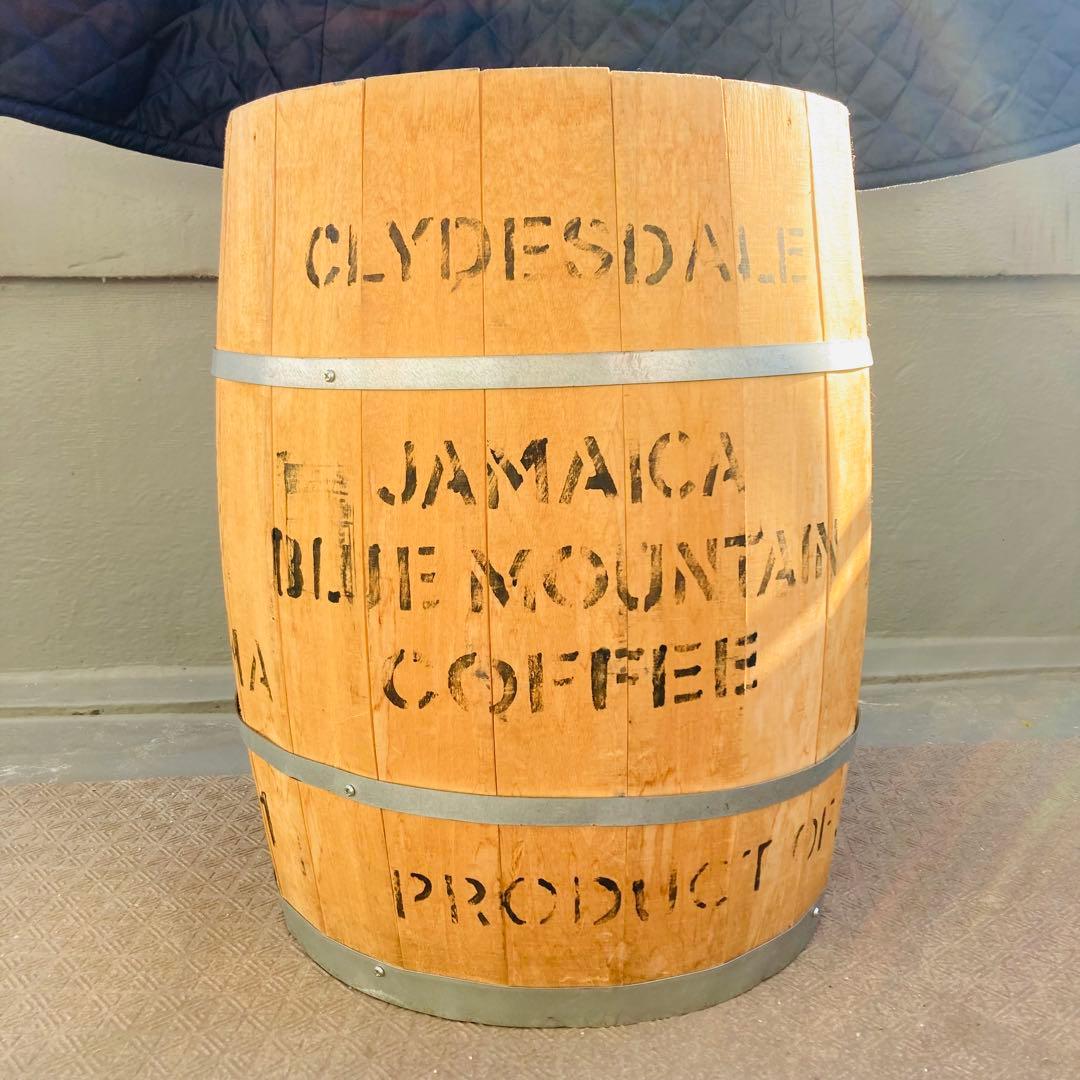 CLYDESDALE
JAMAICA
BLUE MOUNTAIN
COFFEE
PRODUCT OF